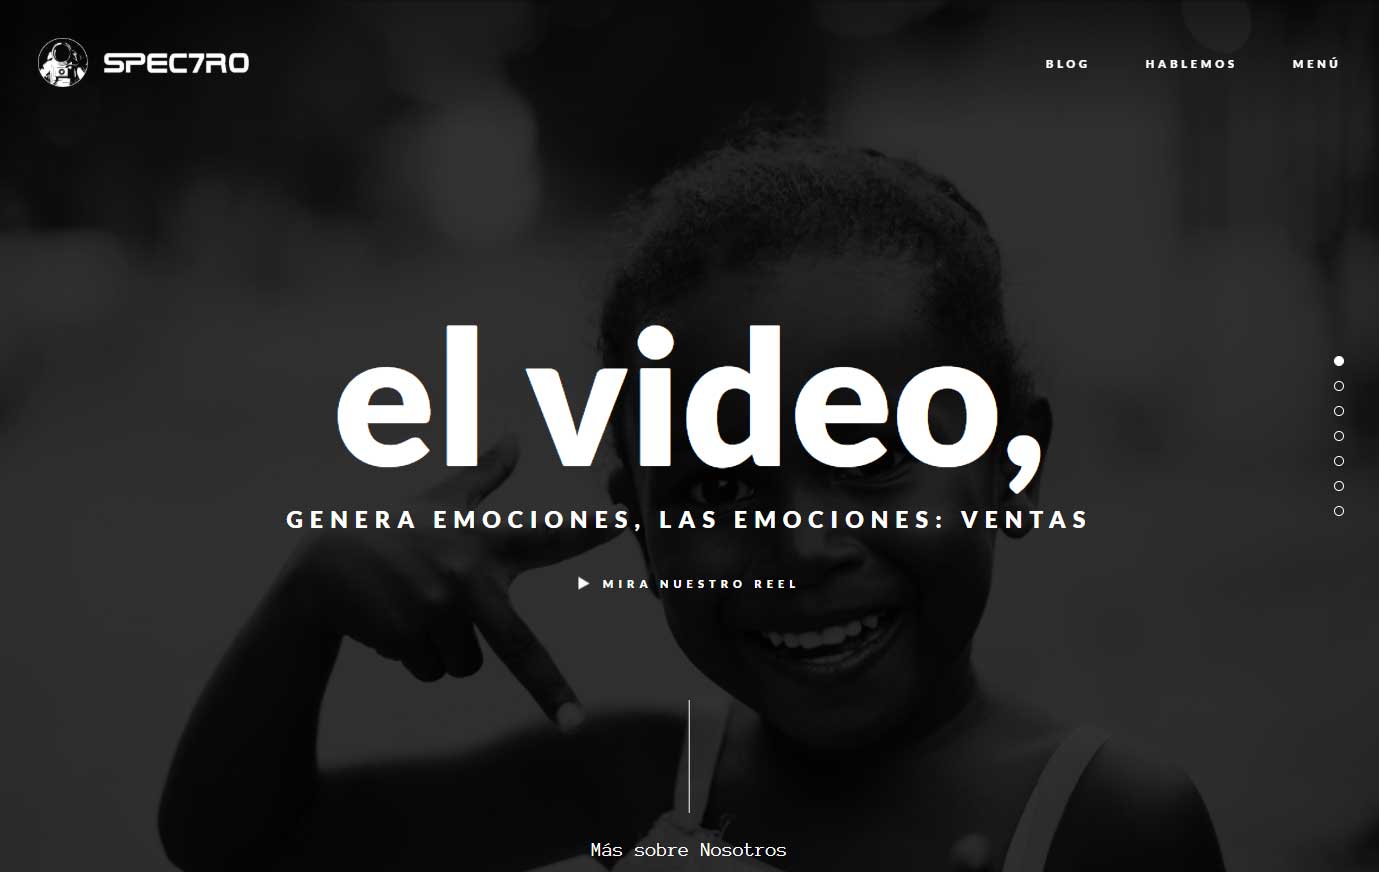 SPEC7RO
BLOG HABLEMOS MENÚ
el video,
GENERA EMOCIONES, LAS EMOCIONES: VENTAS
MIRA NUESTRO REEL
Más sobre Nosotros